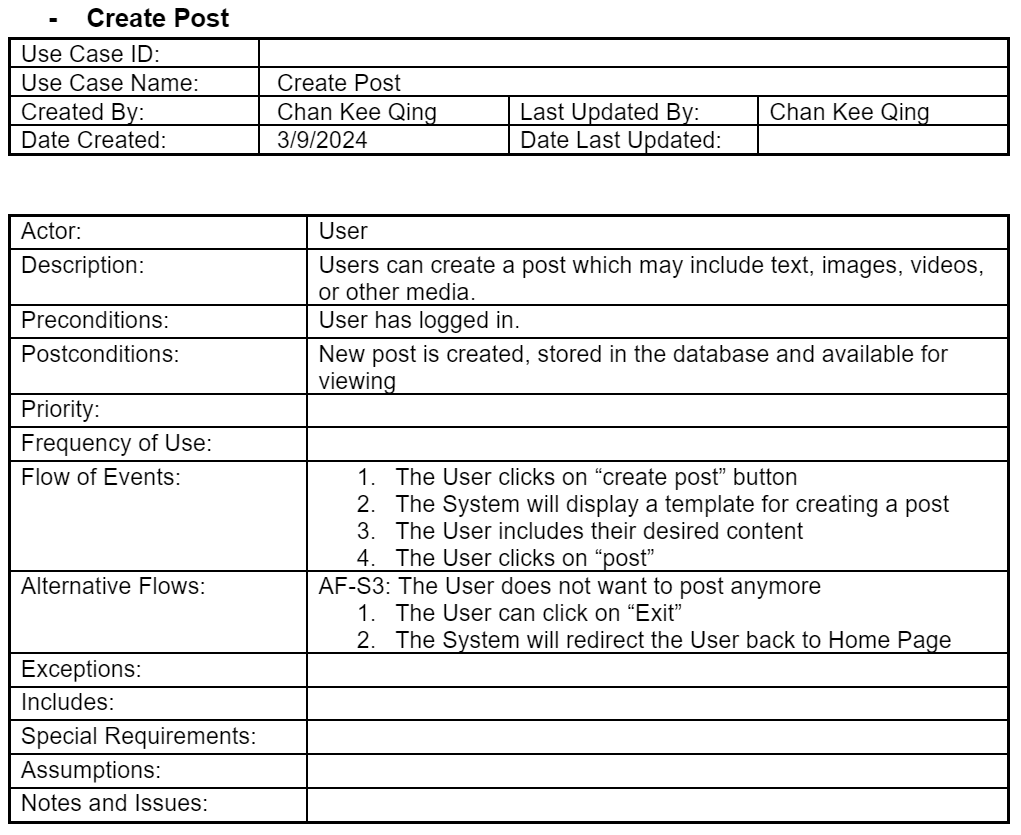 - Create Post
Use Case ID:
Use Case Name: Create Post
Created By: Chan Kee Qing Last Updated By: Chan Kee Qing
Date Created: 3/9/2024 Date Last Updated:
Actor: User
Description: Users can create a post which may include text, images, videos,
or other media.
Preconditions: User has logged in.
Postconditions: New post is created, stored in the database and available for
viewing
Priority:
Frequency of Use:
Flow of Events: 1. The User clicks on “create post” button
2. The System will display a template for creating a post
3. The User includes their desired content
4. The User clicks on “post”
Alternative Flows: AF-S3: The User does not want to post anymore
1. The User can click on “Exit”
2. The System will redirect the User back to Home Page
Exceptions:
Includes:
Special Requirements:
Assumptions:
Notes and Issues: